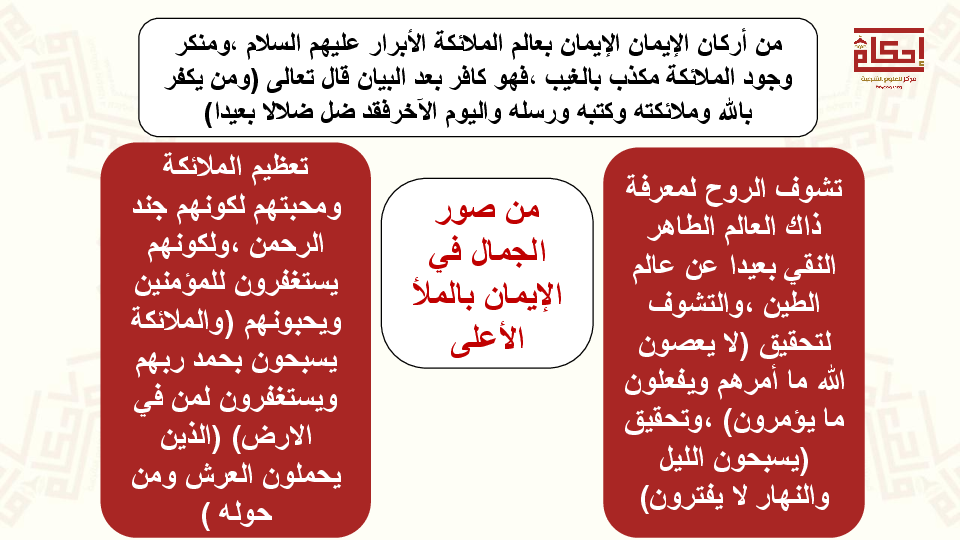 من أركان الإيمان الإيمان بعالم الملائكة الأبرار عليهم السلام ،ومنكر
وجود الملائكة مكذب بالغيب ،فهو كافر بعد البيان قال تعالى (ومن يكفر
بالله وملائكته وكتبه ورسله واليوم الآخرفقد ضل ضلالا بعيدا)
إحكام
مركز للعلوم الشرعية
من صور
الجمال في
الإيمان بالملأ
الأعلى
تشوف الروح لمعرفة
ذاك العالم الطاهر
النقي بعيدا عن عالم
الطين ،والتشوف
لتحقيق (لا يعصون
الله ما أمرهم ويفعلون
ما يؤمرون) ،وتحقيق
(يسبحون الليل
والنهار لا يفترون)
تعظيم الملائكة
ومحبتهم لكونهم جند
الرحمن ،ولكونهم
يستغفرون للمؤمنين
ويحبونهم (والملائكة
يسبحون بحمد ربهم
ويستغفرون لمن في
الارض) (الذين
يحملون العرش ومن
حوله )